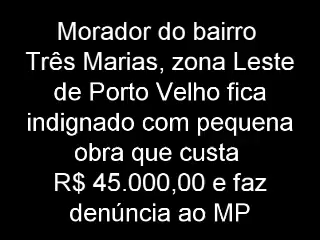 Morador do bairro
Três Marias, zona Leste
de Porto Velho fica
indignado com pequena
obra que custa
R$ 45.000,00 e faz
denúncia ao MP